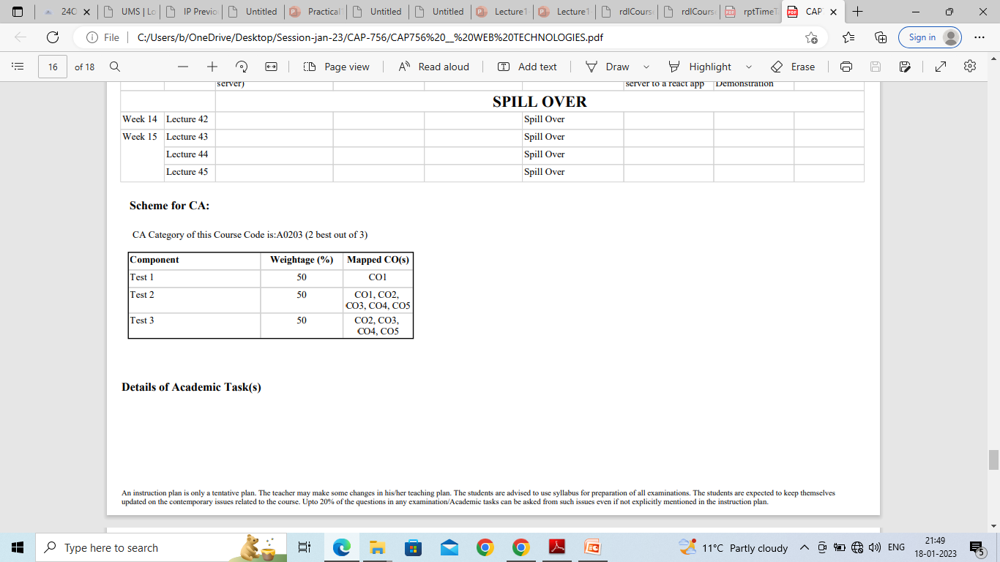 24C
UMS | Lo
IP Previo
Untitled
Practical
Untitled
Untitled
Lecture1-
Lecture1-
rdlCours
rdlCours
rptTimeT
CAP
File
C:/Users/b/OneDrive/Desktop/Session-jan-23/CAP-756/CAP756%20__%20WEB%20TECHNOLOGIES.pdf
Sign in
16 of 18
Page view
Read aloud
Add text
Draw
Highlight
Erase
server)
server to a react app
Demonstration
SPILL OVER
Week 14 Lecture 42 Spill Over
Week 15 Lecture 43 Spill Over
Lecture 44 Spill Over
Lecture 45 Spill Over
Scheme for CA:
CA Category of this Course Code is:A0203 (2 best out of 3)
Component Weightage (%) Mapped CO(s)
Test 1 50 CO1
Test 2 50 CO1, CO2,
CO3, CO4, CO5
Test 3 50 CO2, CO3,
CO4, CO5
Details of Academic Task(s)
An instruction plan is only a tentative plan. The teacher may make some changes in his/her teaching plan. The students are advised to use syllabus for preparation of all examinations. The students are expected to keep themselves
updated on the contemporary issues related to the course. Upto 20% of the questions in any examination/Academic tasks can be asked from such issues even if not explicitly mentioned in the instruction plan.
Type here to search
11°C Partly cloudy
ENG
21:49
18-01-2023
5